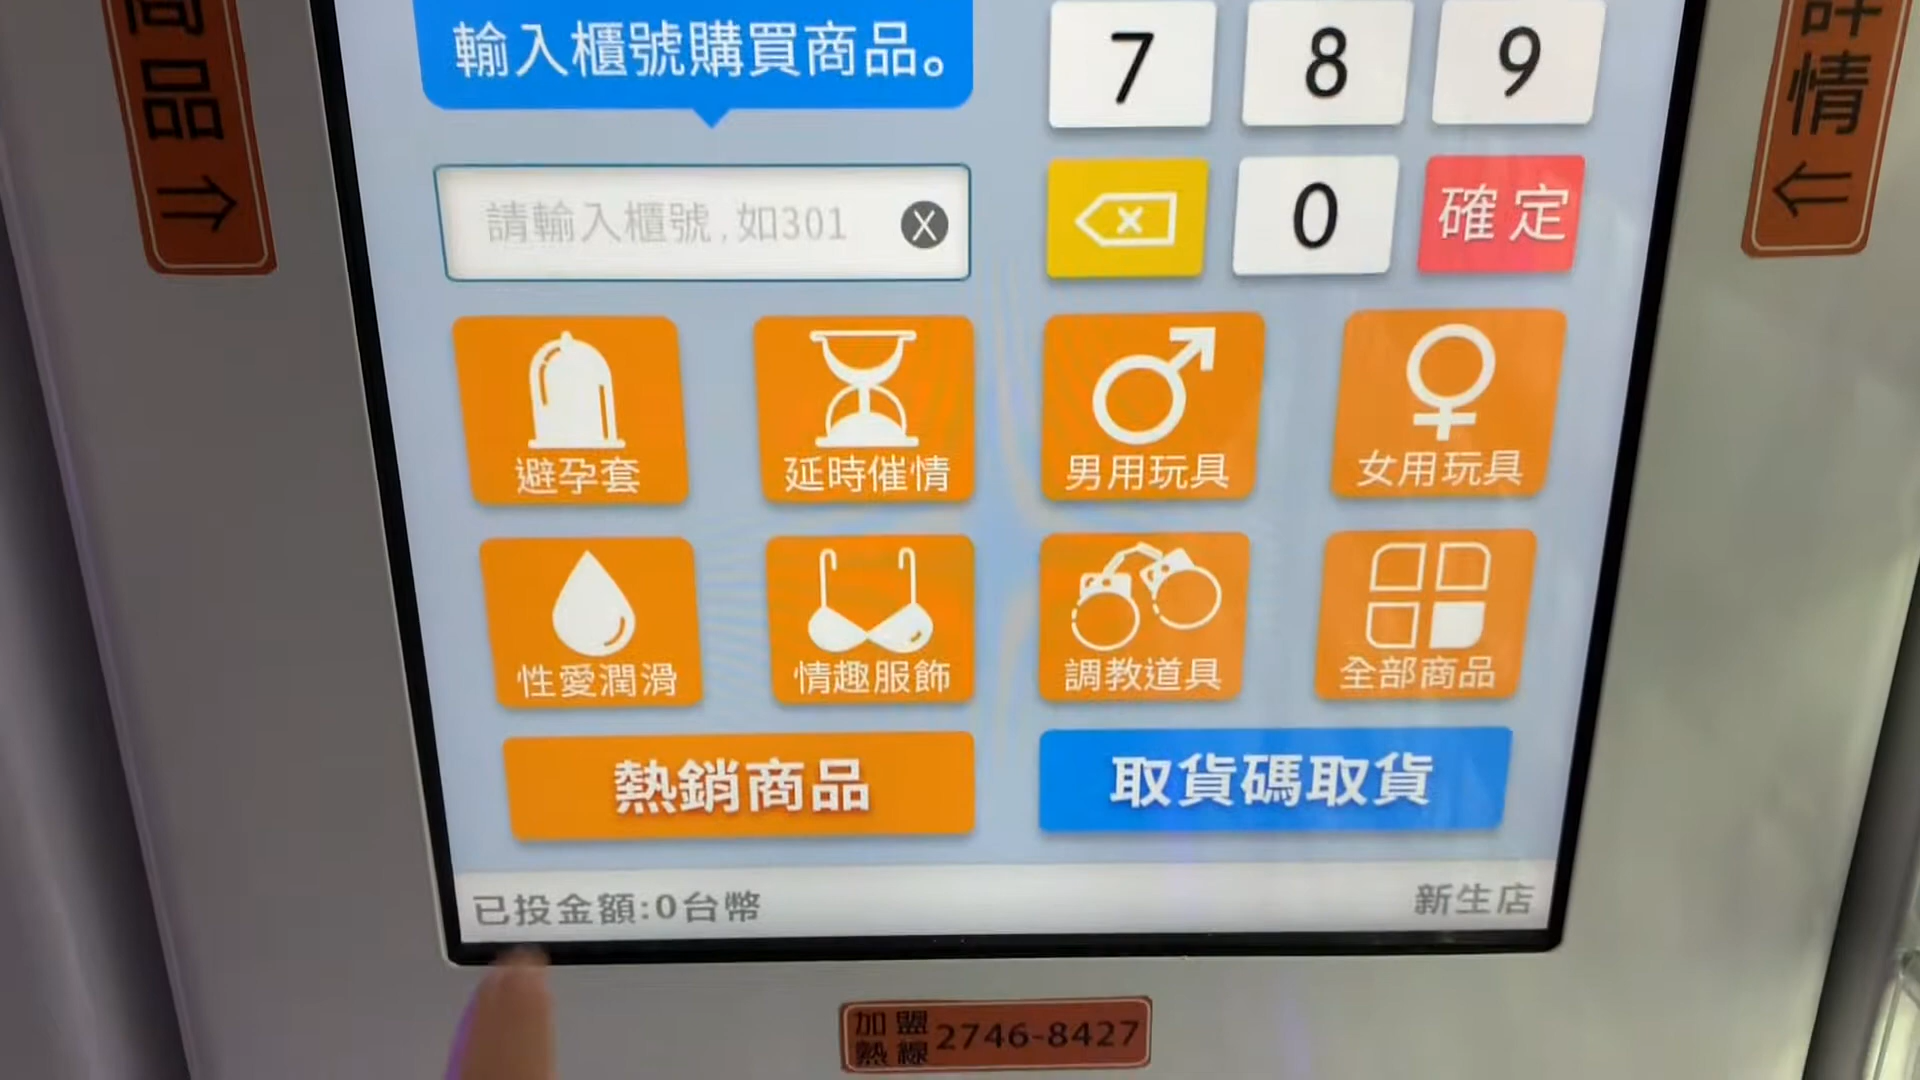 商品
詳情
輸入櫃號購買商品。
7
8
9
請輸入櫃號,如301
X
0
確定
避孕套
延時催情
男用玩具
女用玩具
性愛潤滑
情趣服飾
調教道具
全部商品
熱銷商品
取貨碼取貨
已投金額:0台幣
新生店
加盟熱線 2746-8427